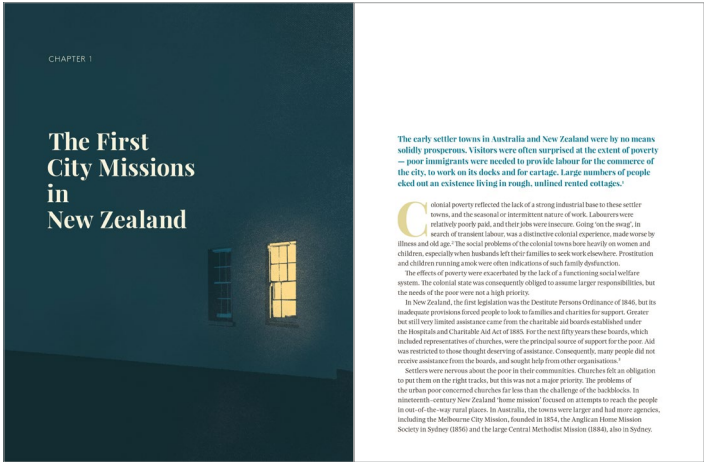 CHAPTER 1
The First
City Missions
in
New Zealand
The early settler towns in Australia and New Zealand were by no means
solidly prosperous. Visitors were often surprised at the extent of poverty
— poor immigrants were needed to provide labour for the commerce of
the city, to work on its docks and for cartage. Large numbers of people
eked out an existence living in rough, unlined rented cottages.¹
Colonial poverty reflected the lack of a strong industrial base to these settler
towns, and the seasonal or intermittent nature of work. Labourers were
relatively poorly paid, and their jobs were insecure. Going ‘on the swag’, in
search of transient labour, was a distinctive colonial experience, made worse by
illness and old age.² The social problems of the colonial towns bore heavily on women and
children, especially when husbands left their families to seek work elsewhere. Prostitution
and children running amok were often indications of such family dysfunction.
The effects of poverty were exacerbated by the lack of a functioning social welfare
system. The colonial state was consequently obliged to assume larger responsibilities, but
the needs of the poor were not a high priority.
In New Zealand, the first legislation was the Destitute Persons Ordinance of 1846, but its
inadequate provisions forced people to look to families and charities for support. Greater
but still very limited assistance came from the charitable aid boards established under
the Hospitals and Charitable Aid Act of 1885. For the next fifty years these boards, which
included representatives of churches, were the principal source of support for the poor. Aid
was restricted to those thought deserving of assistance. Consequently, many people did not
receive assistance from the boards, and sought help from other organisations.³
Settlers were nervous about the poor in their communities. Churches felt an obligation
to put them on the right tracks, but this was not a major priority. The problems of
the urban poor concerned churches far less than the challenge of the backblocks. In
nineteenth-century New Zealand ‘home mission’ focused on attempts to reach the people
in out-of-the-way rural places. In Australia, the towns were larger and had more agencies,
including the Melbourne City Mission, founded in 1854, the Anglican Home Mission
Society in Sydney (1856) and the large Central Methodist Mission (1884), also in Sydney.